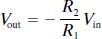 V_out = − R_2/R_1 V_in